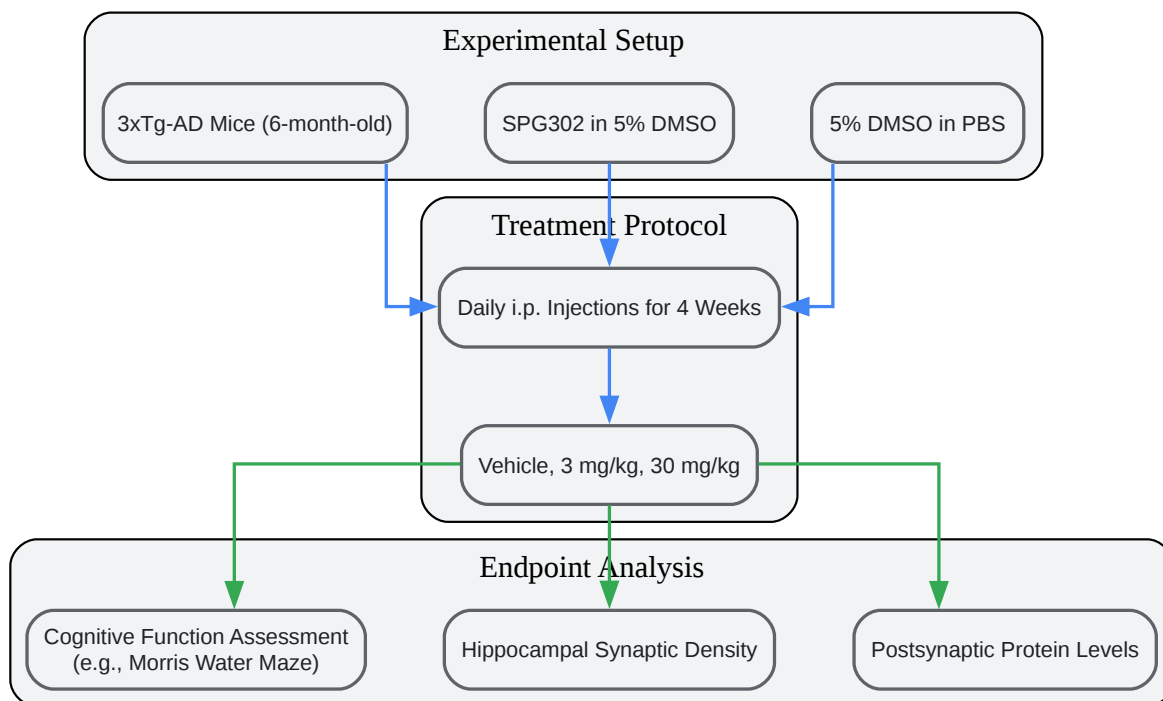 Experimental Setup
3xTg-AD Mice (6-month-old)
SPG302 in 5% DMSO
5% DMSO in PBS
Treatment Protocol
Daily i.p. Injections for 4 Weeks
Vehicle, 3 mg/kg, 30 mg/kg
Endpoint Analysis
Cognitive Function Assessment
(e.g., Morris Water Maze)
Hippocampal Synaptic Density
Postsynaptic Protein Levels